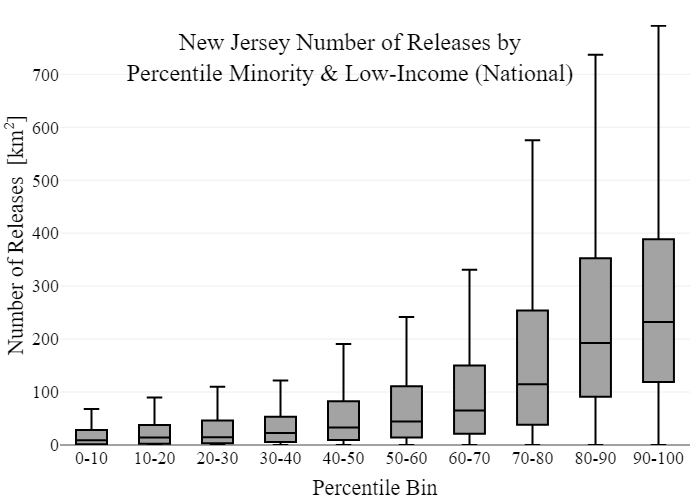 New Jersey Number of Releases by
Percentile Minority & Low-Income (National)
Number of Releases [km²]
700
600
500
400
300
200
100
0
0-10 10-20 20-30 30-40 40-50 50-60 60-70 70-80 80-90 90-100
Percentile Bin